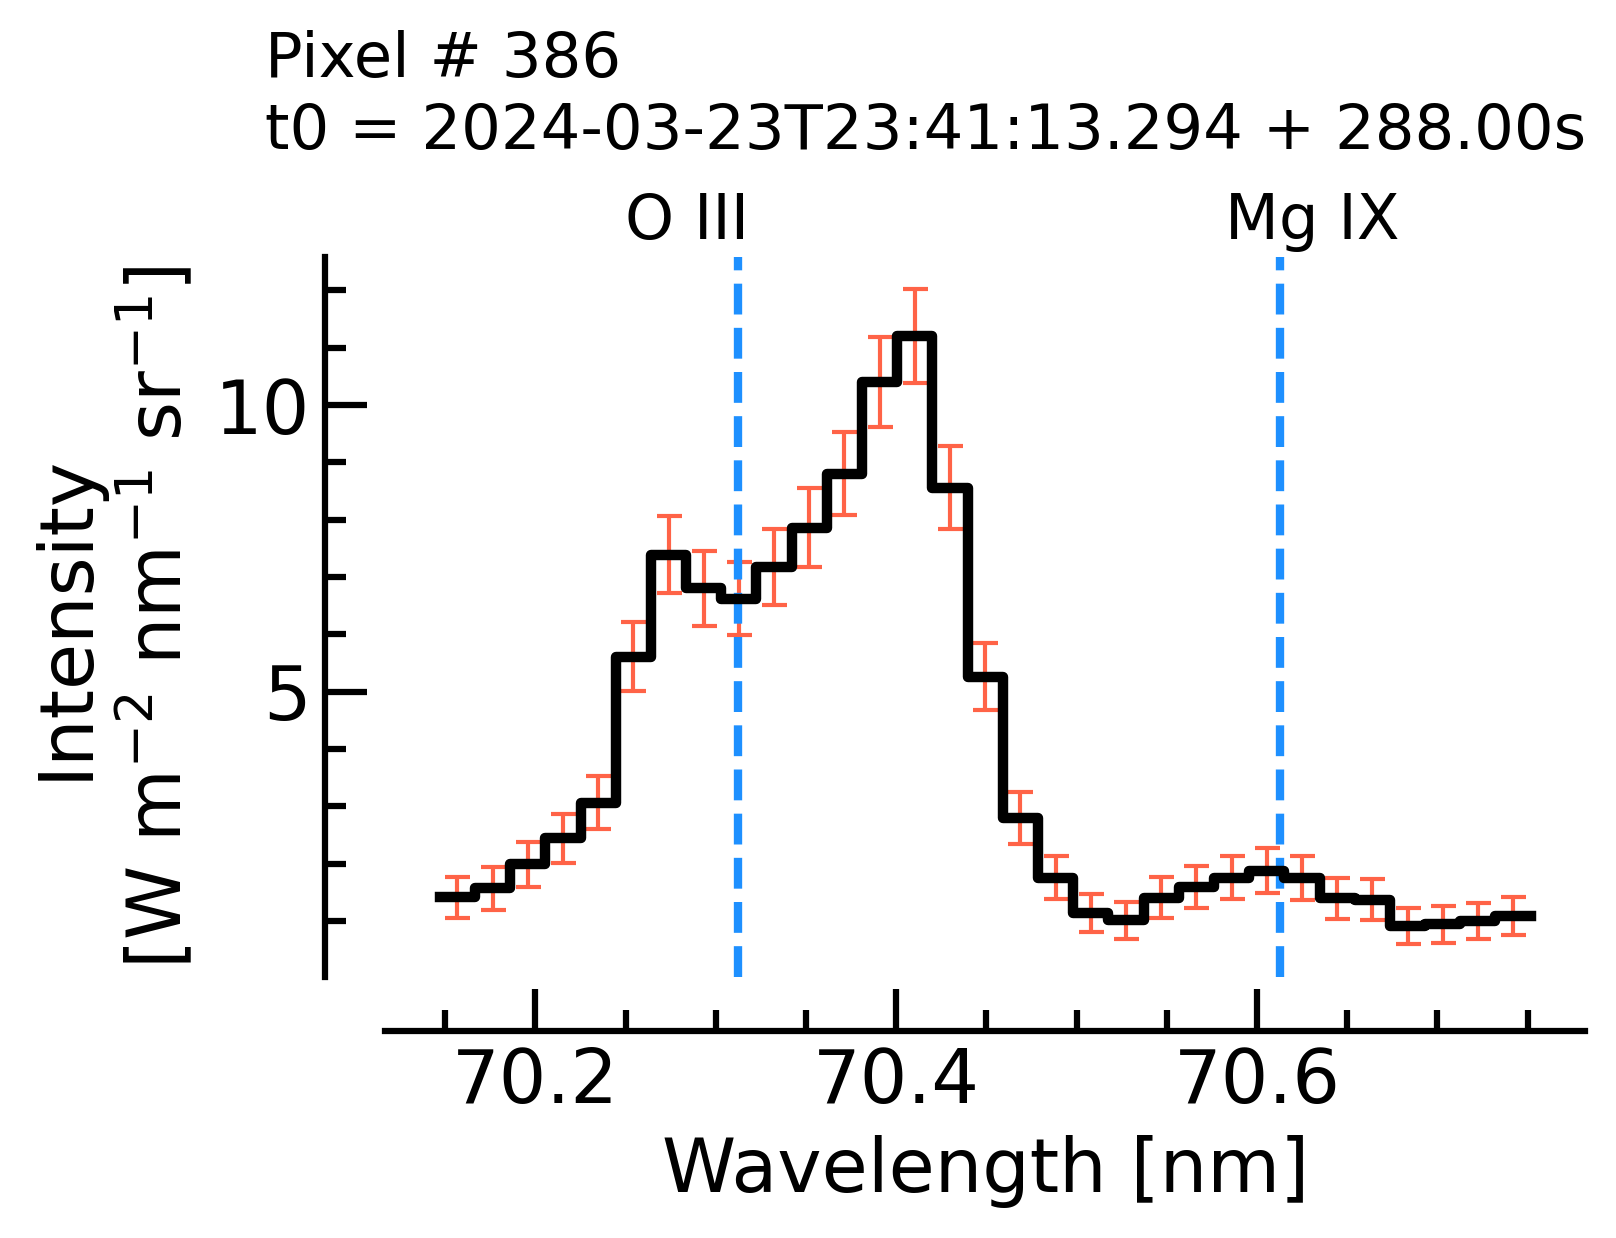 Pixel # 386
t0 = 2024-03-23T23:41:13.294 + 288.00s
O III Mg IX
Intensity
[W m⁻² nm⁻¹ sr⁻¹]
10
5
70.2 70.4 70.6
Wavelength [nm]